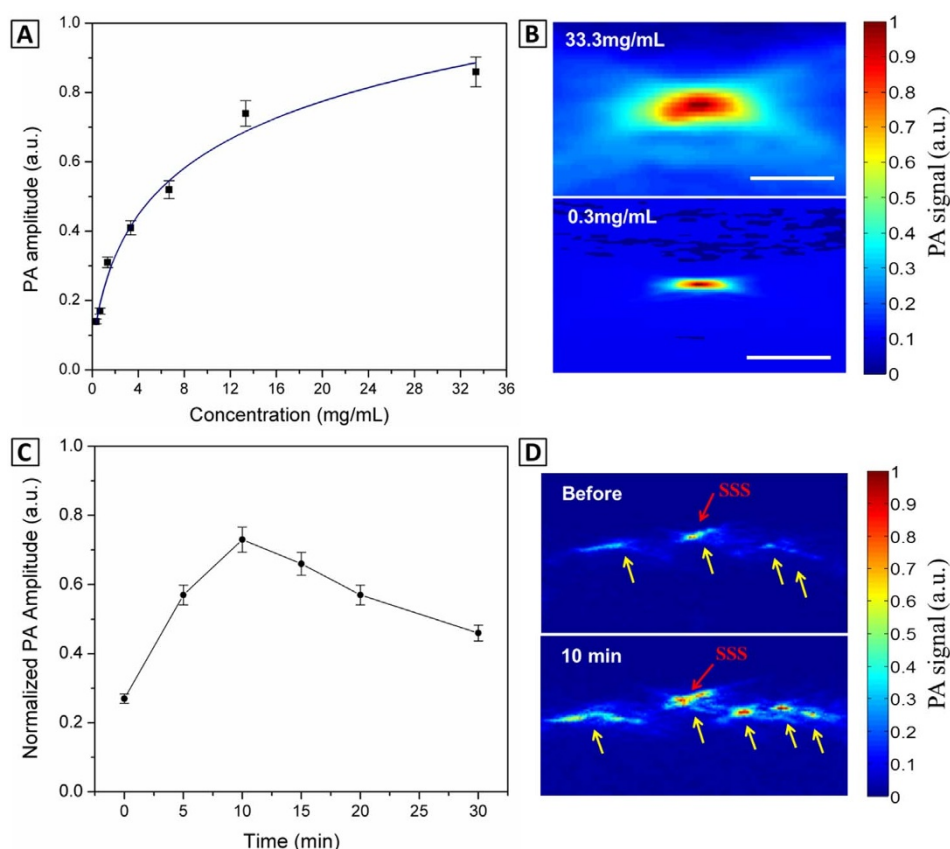 A
PA amplitude (a.u.)
1.0
0.8
0.6
0.4
0.2
0.0
0 4 8 12 16 20 24 28 32 36
Concentration (mg/mL)
B
33.3mg/mL
0.3mg/mL
1
0.9
0.8
0.7
0.6
0.5
0.4
0.3
0.2
0.1
0
PA signal (a.u.)
C
Normalized PA Amplitude (a.u.)
1.0
0.8
0.6
0.4
0.2
0.0
0 5 10 15 20 25 30
Time (min)
D
Before
SSS
10 min
SSS
1
0.9
0.8
0.7
0.6
0.5
0.4
0.3
0.2
0.1
0
PA signal (a.u.)